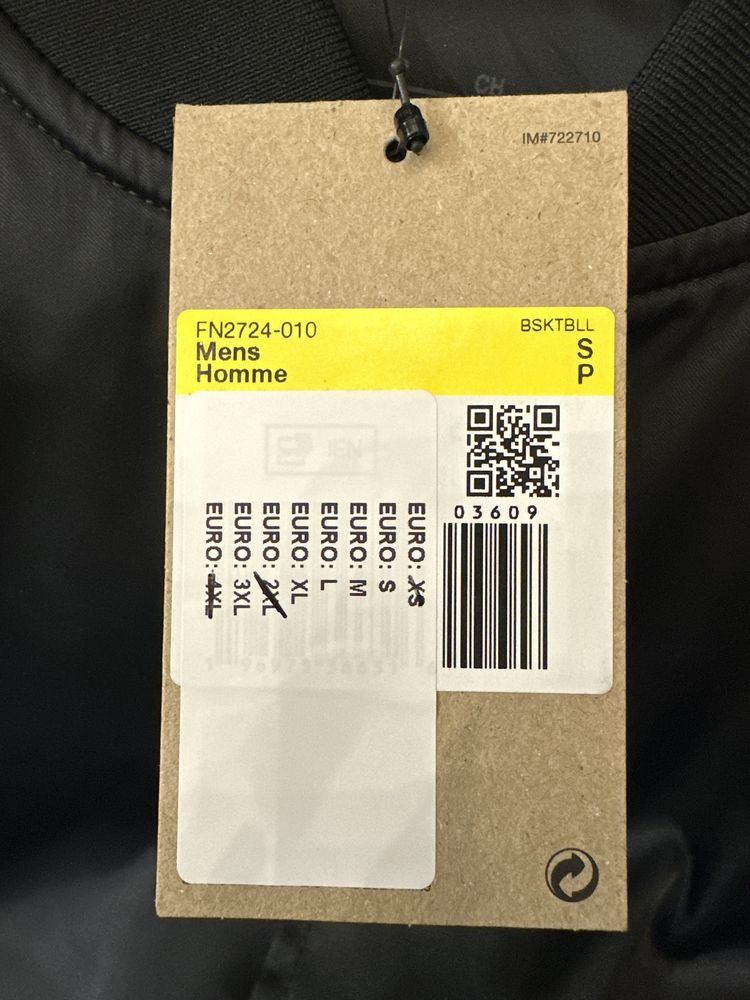 CH
IM#722710
FN2724-010
BSKTBLL
Mens
S
Homme
P
03609
EURO: XS
EURO: S
EURO: M
EURO: L
EURO: XL
EURO: 2XL
EURO: 3XL
EURO: 4XL